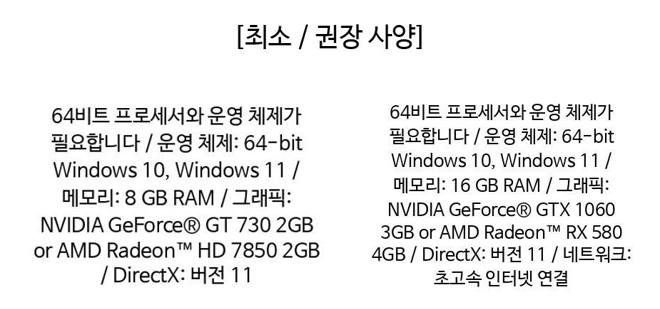 [최소 / 권장 사양]
64비트 프로세서와 운영 체제가
필요합니다 / 운영 체제: 64-bit
Windows 10, Windows 11 /
메모리: 8 GB RAM / 그래픽:
NVIDIA GeForce® GT 730 2GB
or AMD Radeon™ HD 7850 2GB
/ DirectX: 버전 11
64비트 프로세서와 운영 체제가
필요합니다 / 운영 체제: 64-bit
Windows 10, Windows 11 /
메모리: 16 GB RAM / 그래픽:
NVIDIA GeForce® GTX 1060
3GB or AMD Radeon™ RX 580
4GB / DirectX: 버전 11 / 네트워크:
초고속 인터넷 연결